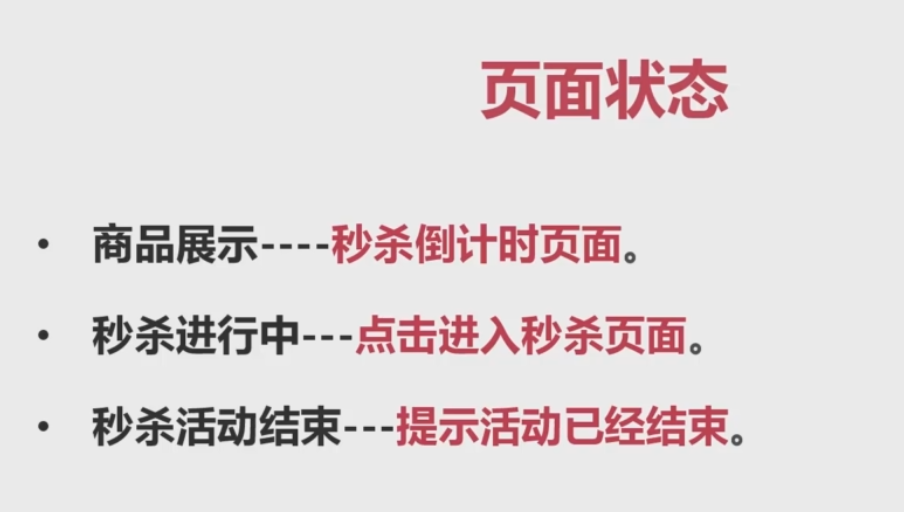 页面状态
• 商品展示----秒杀倒计时页面。
• 秒杀进行中---点击进入秒杀页面。
• 秒杀活动结束---提示活动已经结束。